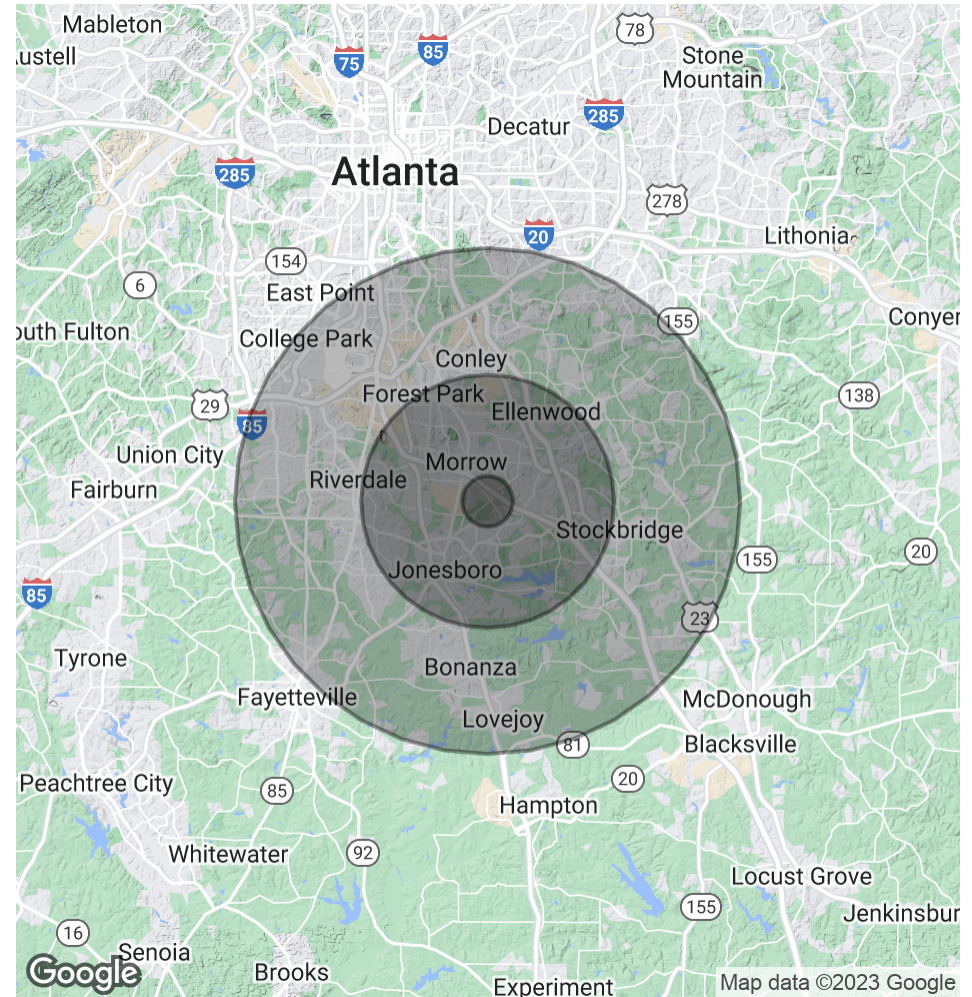 Mableton
78
85
75
Austell
Stone
Mountain
285
Decatur
285
Atlanta
278
20
Lithonia
154
6
East Point
155
South Fulton
College Park
Conyer
Conley
Forest Park
138
29
Ellenwood
85
Union City
Morrow
Riverdale
Fairburn
Stockbridge
20
155
Jonesboro
85
23
Tyrone
Bonanza
Fayetteville
McDonough
Lovejoy
81
Blacksville
20
Peachtree City
85
Hampton
92
Whitewater
Locust Grove
155
Jenkinsbur
16
Senoia
Google
Brooks
Experiment
Map data ©2023 Google